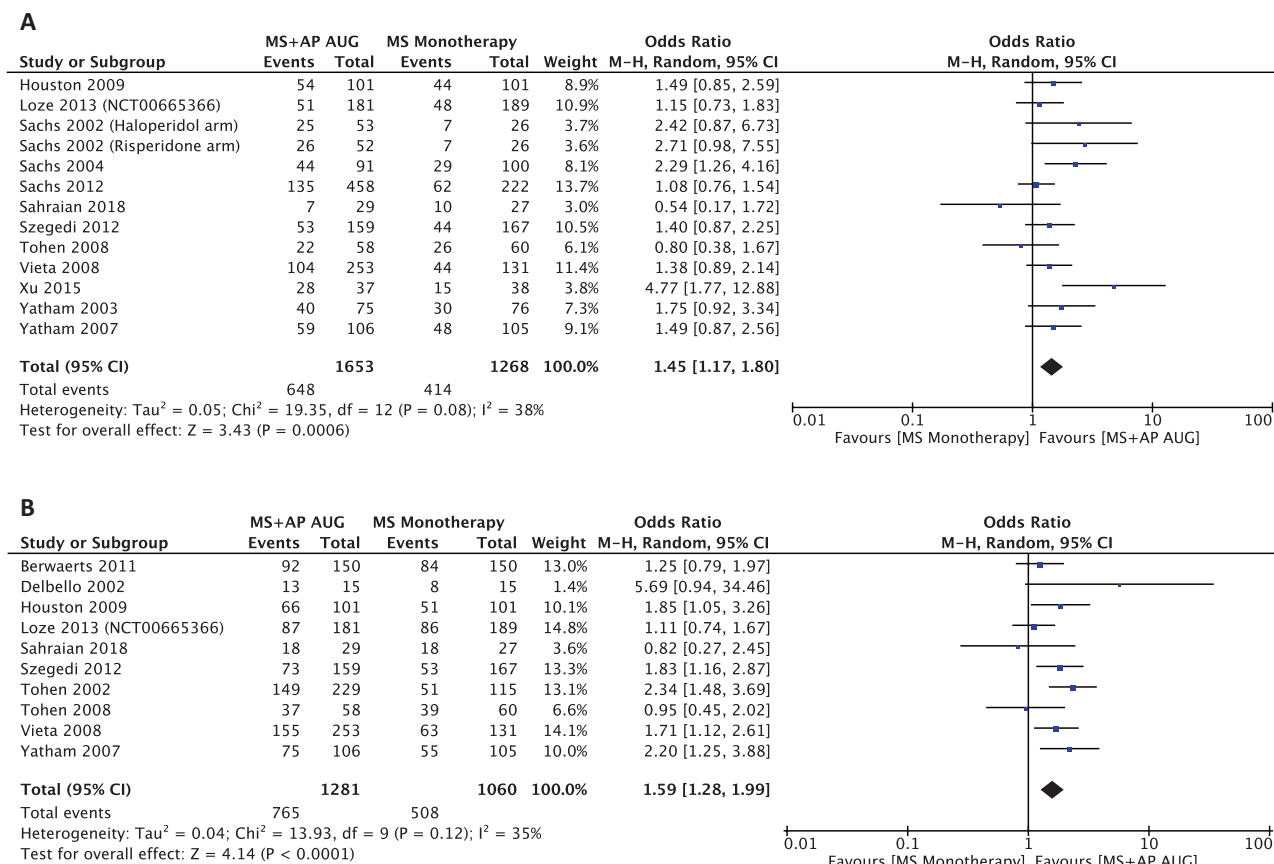 A
MS+AP AUG MS Monotherapy Odds Ratio Odds Ratio
Study or Subgroup Events Total Events Total Weight M-H, Random, 95% CI M-H, Random, 95% CI
Houston 2009 54 101 44 101 8.9% 1.49 [0.85, 2.59]
Loze 2013 (NCT00665366) 51 181 48 189 10.9% 1.15 [0.73, 1.83]
Sachs 2002 (Haloperidol arm) 25 53 7 26 3.7% 2.42 [0.87, 6.73]
Sachs 2002 (Risperidone arm) 26 52 7 26 3.6% 2.71 [0.98, 7.55]
Sachs 2004 44 91 29 100 8.1% 2.29 [1.26, 4.16]
Sachs 2012 135 458 62 222 13.7% 1.08 [0.76, 1.54]
Sahraian 2018 7 29 10 27 3.0% 0.54 [0.17, 1.72]
Szegedi 2012 53 159 44 167 10.5% 1.40 [0.87, 2.25]
Tohen 2008 22 58 26 60 6.1% 0.80 [0.38, 1.67]
Vieta 2008 104 253 44 131 11.4% 1.38 [0.89, 2.14]
Xu 2015 28 37 15 38 3.8% 4.77 [1.77, 12.88]
Yatham 2003 40 75 30 76 7.3% 1.75 [0.92, 3.34]
Yatham 2007 59 106 48 105 9.1% 1.49 [0.87, 2.56]
Total (95% CI) 1653 1268 100.0% 1.45 [1.17, 1.80]
Total events 648 414
Heterogeneity: Tau² = 0.05; Chi² = 19.35, df = 12 (P = 0.08); I² = 38%
Test for overall effect: Z = 3.43 (P = 0.0006)
0.01 0.1 1 10 100
Favours [MS Monotherapy] Favours [MS+AP AUG]
B
MS+AP AUG MS Monotherapy Odds Ratio Odds Ratio
Study or Subgroup Events Total Events Total Weight M-H, Random, 95% CI M-H, Random, 95% CI
Berwaerts 2011 92 150 84 150 13.0% 1.25 [0.79, 1.97]
Delbello 2002 13 15 8 15 1.4% 5.69 [0.94, 34.46]
Houston 2009 66 101 51 101 10.1% 1.85 [1.05, 3.26]
Loze 2013 (NCT00665366) 87 181 86 189 14.8% 1.11 [0.74, 1.67]
Sahraian 2018 18 29 18 27 3.6% 0.82 [0.27, 2.45]
Szegedi 2012 73 159 53 167 13.3% 1.83 [1.16, 2.87]
Tohen 2002 149 229 51 115 13.1% 2.34 [1.48, 3.69]
Tohen 2008 37 58 39 60 6.6% 0.95 [0.45, 2.02]
Vieta 2008 155 253 63 131 14.1% 1.71 [1.12, 2.61]
Yatham 2007 75 106 55 105 10.0% 2.20 [1.25, 3.88]
Total (95% CI) 1281 1060 100.0% 1.59 [1.28, 1.99]
Total events 765 508
Heterogeneity: Tau² = 0.04; Chi² = 13.93, df = 9 (P = 0.12); I² = 35%
Test for overall effect: Z = 4.14 (P < 0.0001)
0.01 0.1 1 10 100
Favours [MS Monotherapy] Favours [MS+AP AUG]